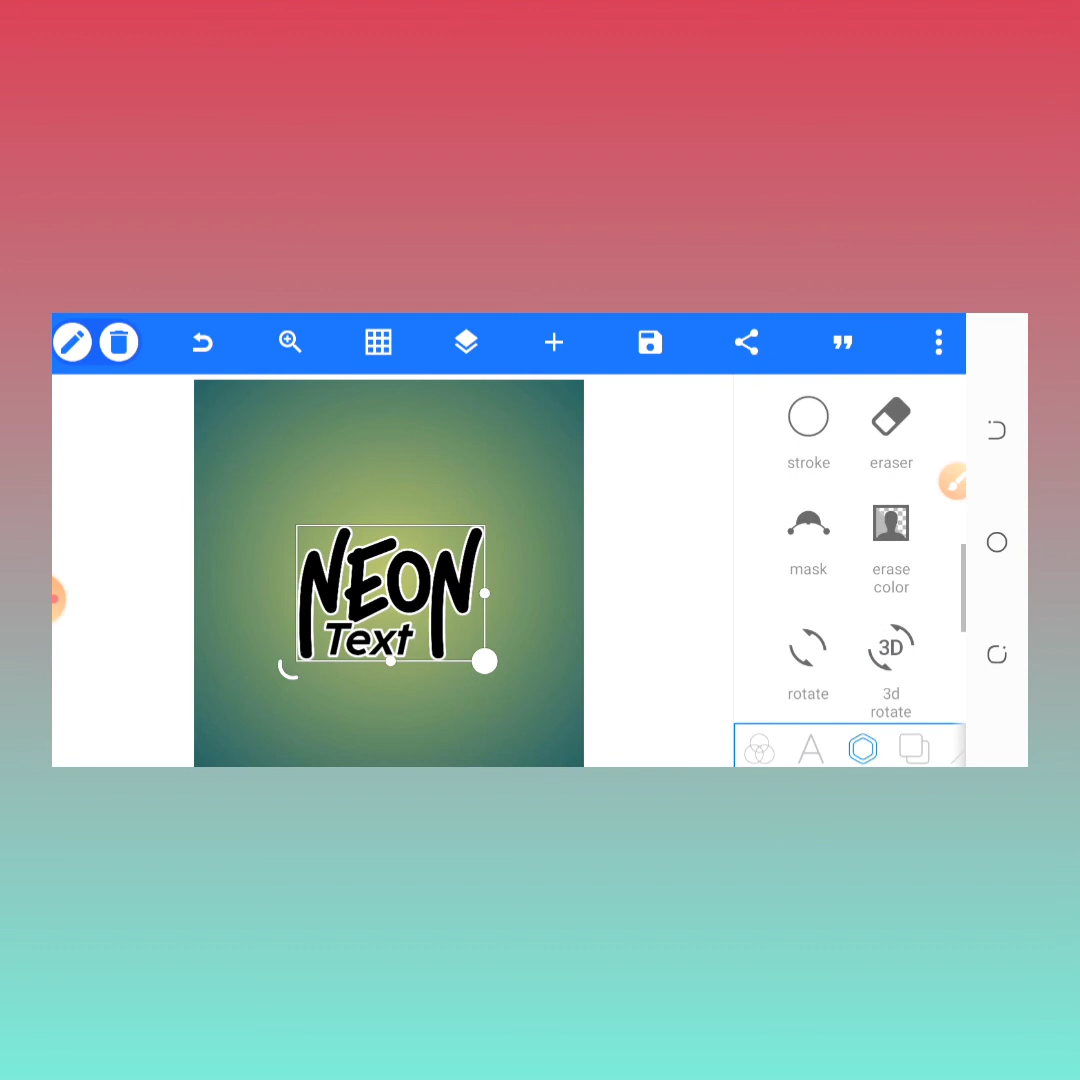 stroke
eraser
NEON
Text
mask
erase
color
rotate
3D
3d
rotate